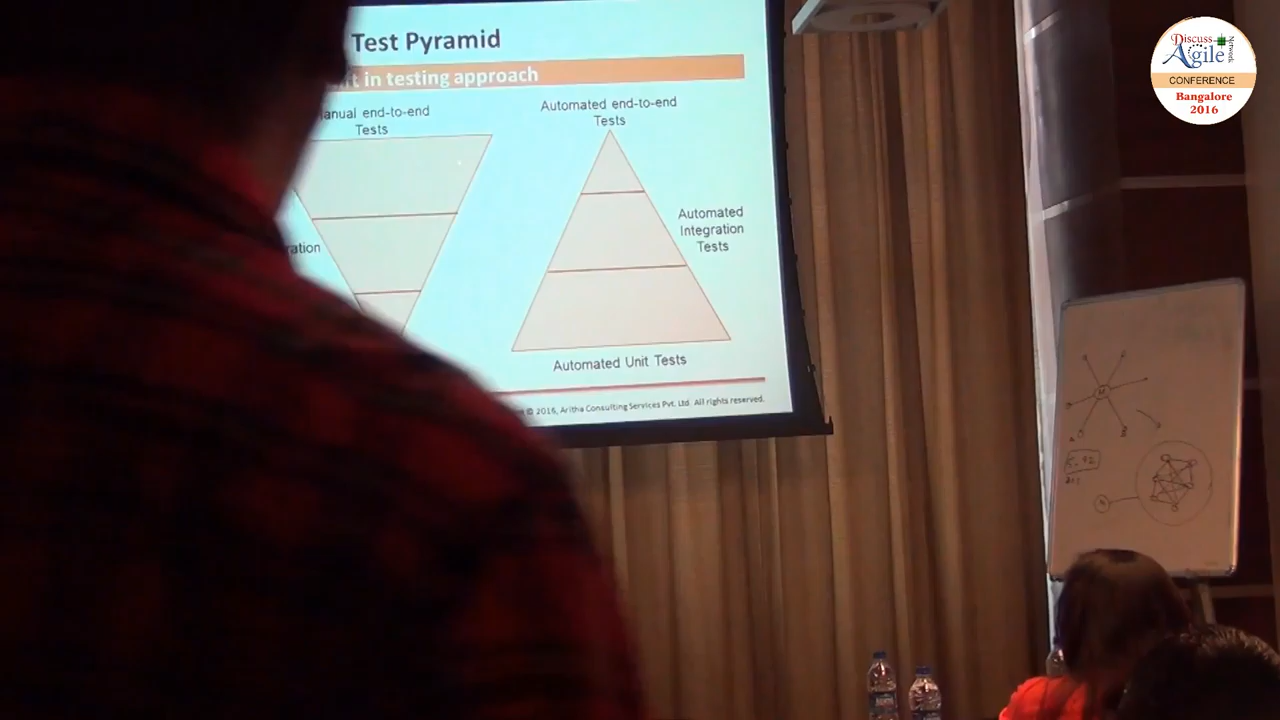 Test Pyramid
in testing approach
anual end-to-end
Tests
ration
Automated end-to-end
Tests
Automated
Integration
Tests
Automated Unit Tests
© 2016, Aritha Consulting Services Pvt. Ltd. All rights reserved.
Discuss
Agile
Network
CONFERENCE
Bangalore
2016